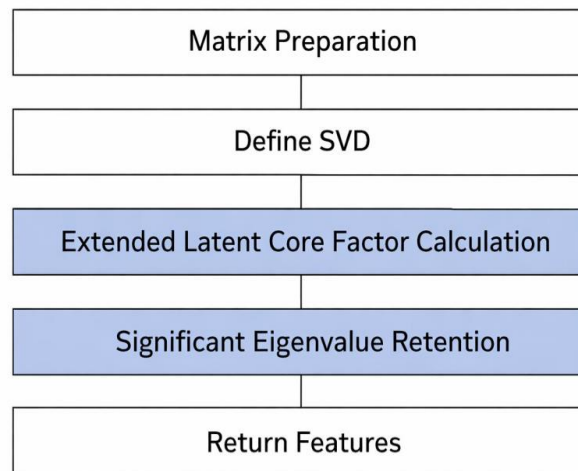 Matrix Preparation
Define SVD
Extended Latent Core Factor Calculation
Significant Eigenvalue Retention
Return Features